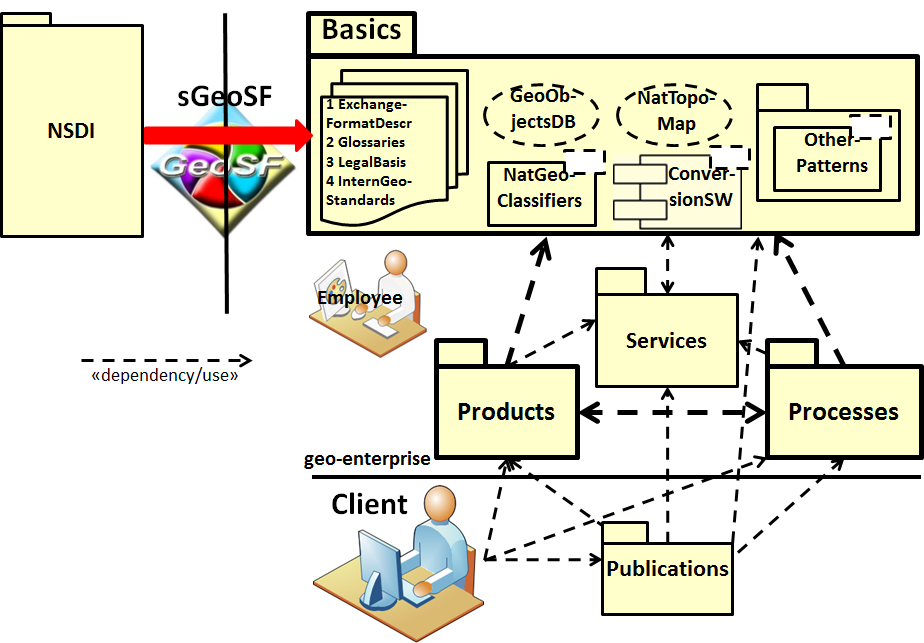 Basics
sGeoSF
NSDI
GeoSF
1 Exchange-
FormatDescr
2 Glossaries
3 LegalBasis
4 InternGeo-
Standards
GeoOb-
jectsDB
NatTopo-
Map
NatGeo-
Classifiers
Conver-
sionSW
Other-
Patterns
Employee
Services
«dependency/use»
Products
Processes
geo-enterprise
Client
Publications